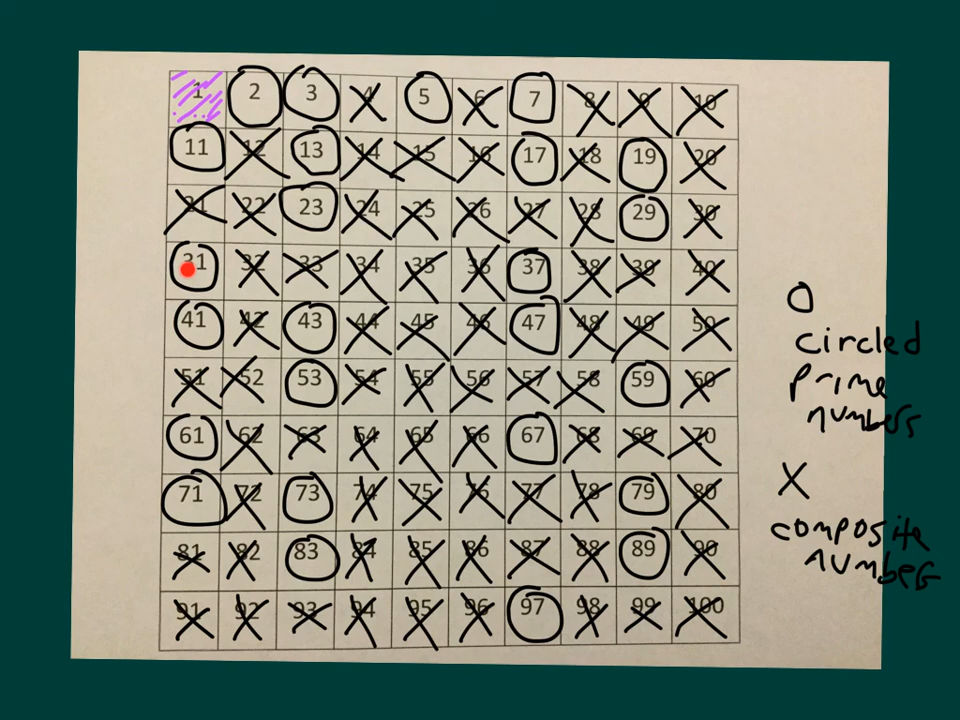 1 2 3 4 5 6 7 8 9 10
11 12 13 14 15 16 17 18 19 20
21 22 23 24 25 26 27 28 29 30
31 32 33 34 35 36 37 38 39 40
41 42 43 44 45 46 47 48 49 50
51 52 53 54 55 56 57 58 59 60
61 62 63 64 65 66 67 68 69 70
71 72 73 74 75 76 77 78 79 80
81 82 83 84 85 86 87 88 89 90
91 92 93 94 95 96 97 98 99 100
O
circled
prime
numbers
X
composite
numbers